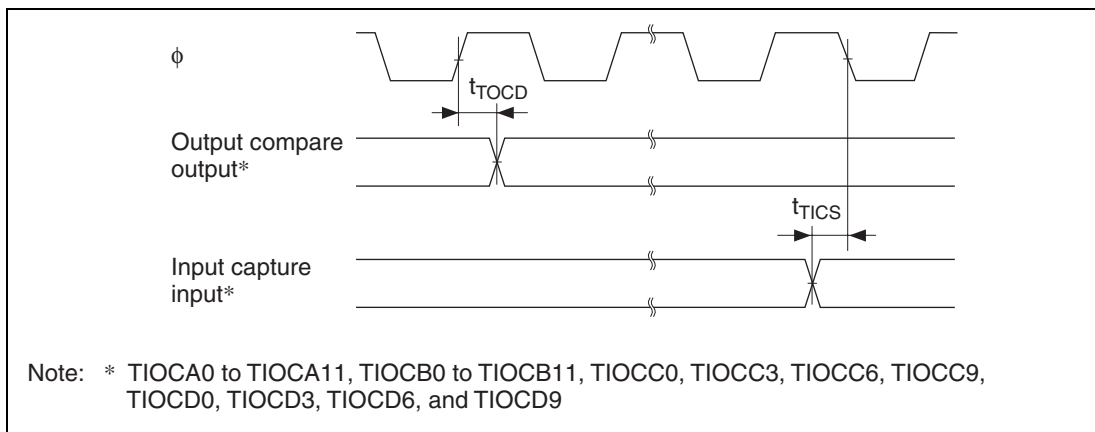 ϕ
tTOCD
Output compare
output*
tTICS
Input capture
input*
Note: * TIOCA0 to TIOCA11, TIOCB0 to TIOCB11, TIOCC0, TIOCC3, TIOCC6, TIOCC9,
TIOCD0, TIOCD3, TIOCD6, and TIOCD9